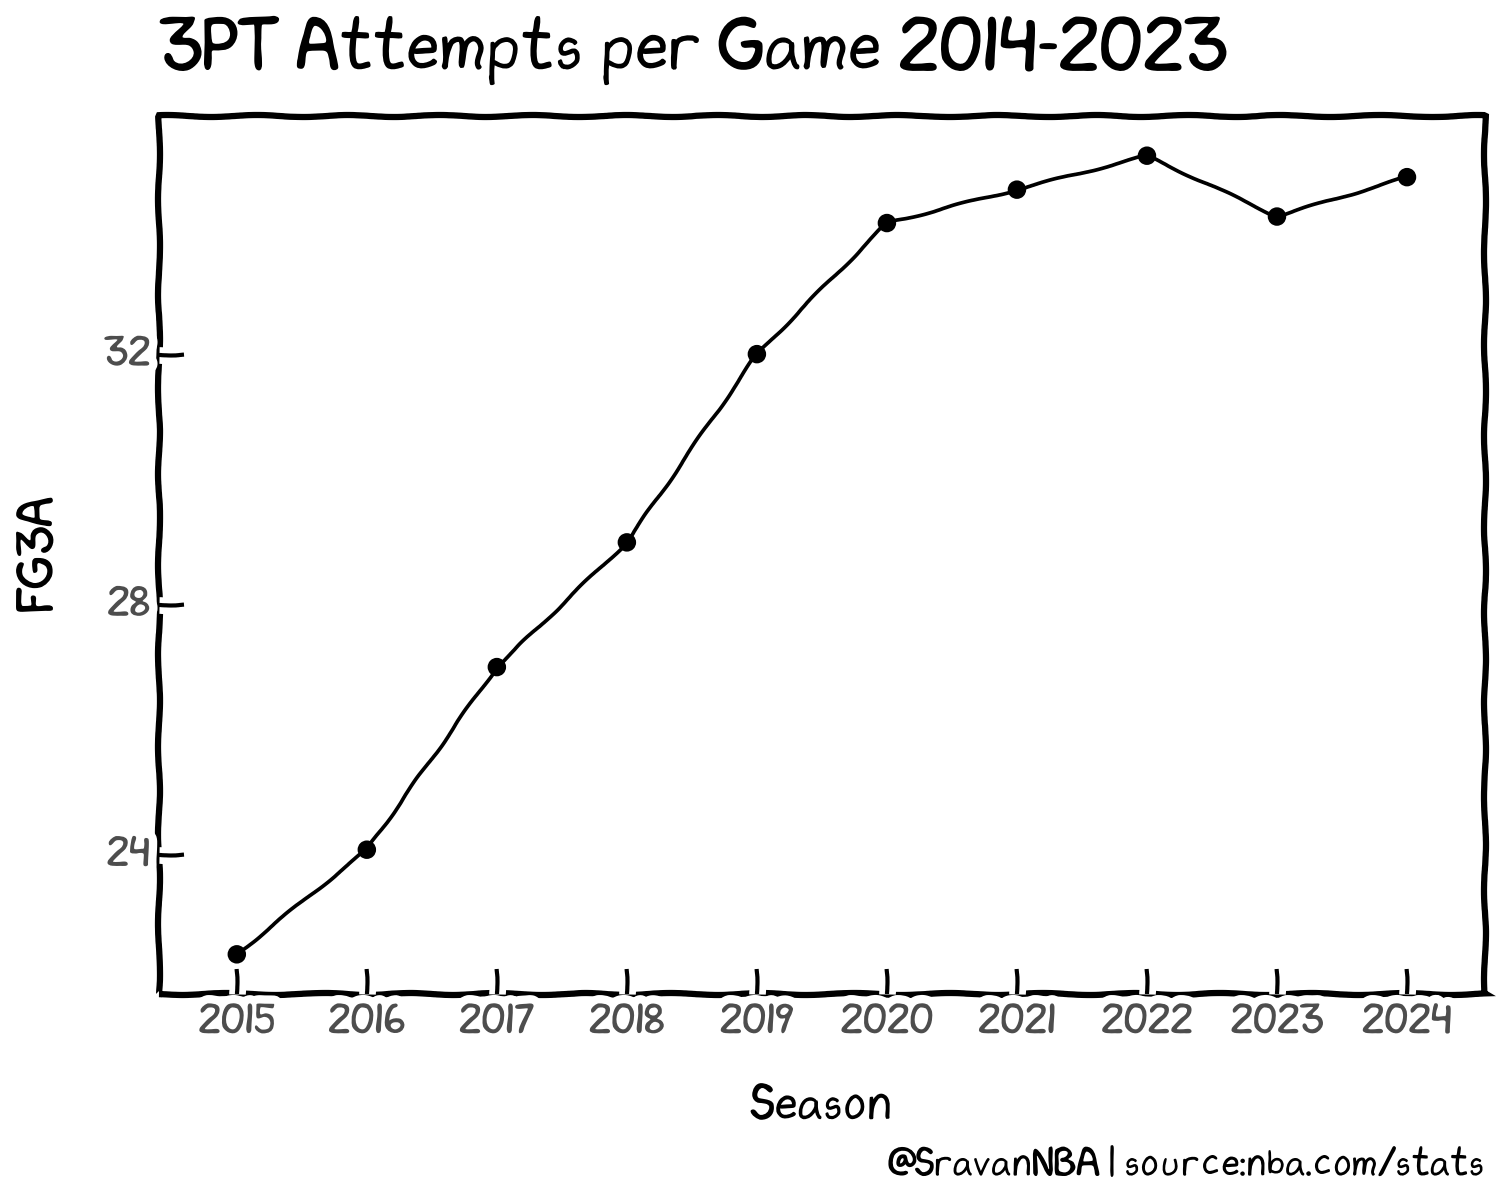 3PT Attempts per Game 2014-2023
32
28
24
FG3A
2015 2016 2017 2018 2019 2020 2021 2022 2023 2024
Season
@SravanNBA | source:nba.com/stats